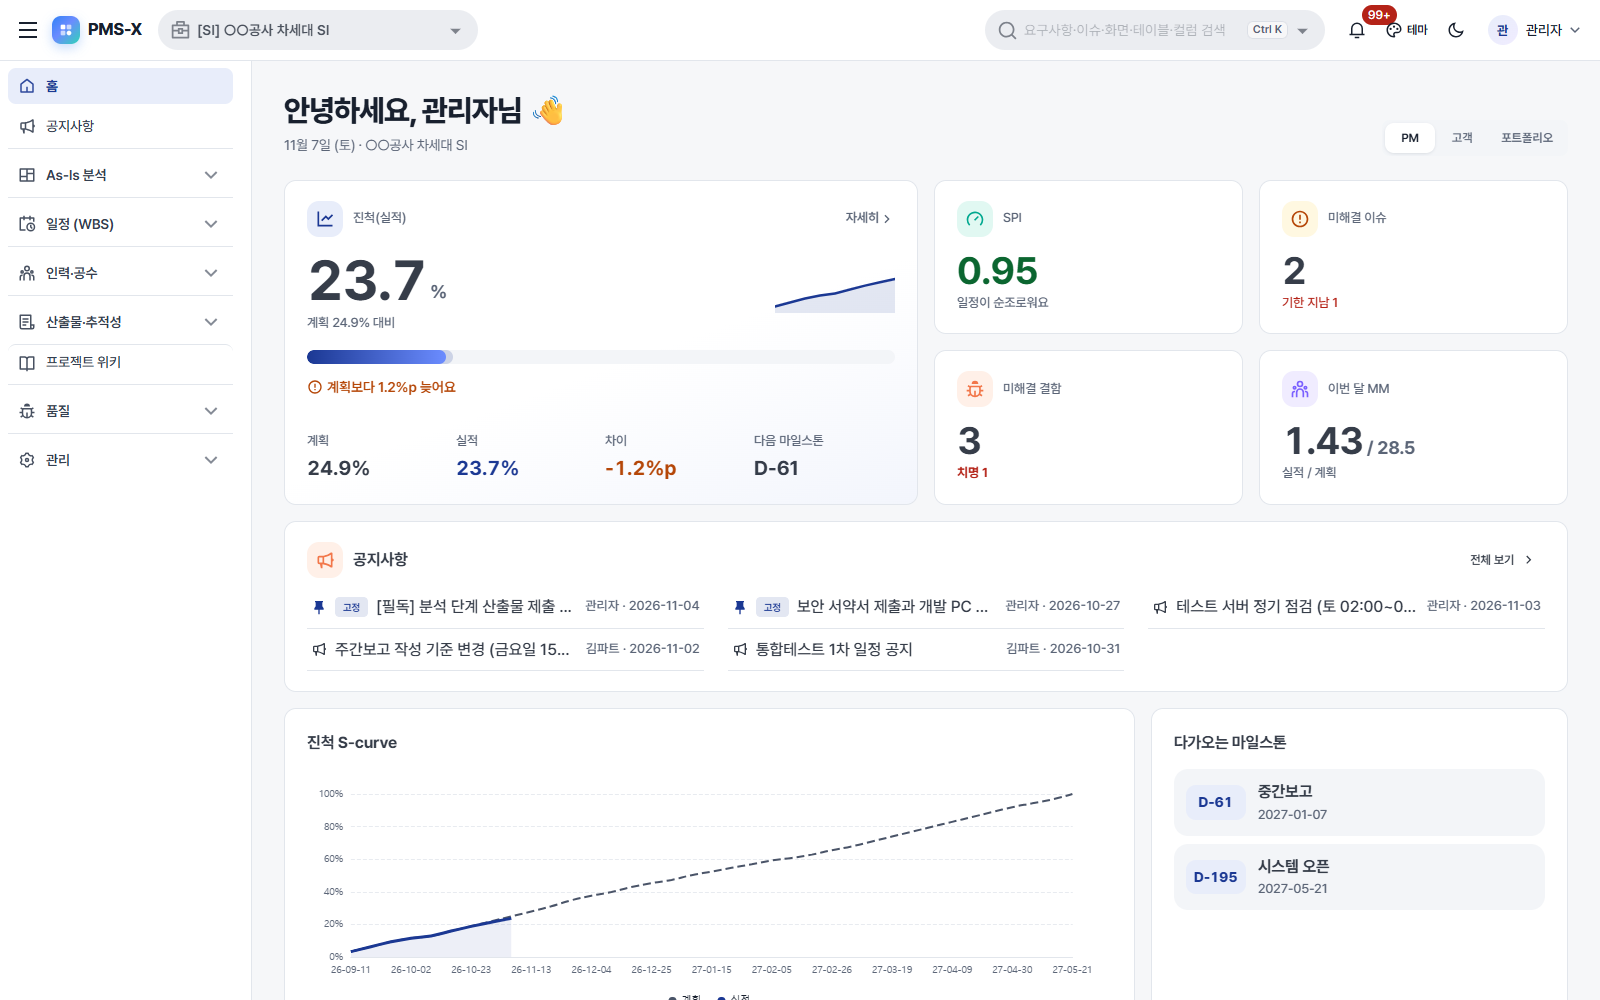 PMS-X
[SI] 〇〇공사 차세대 SI
요구사항·이슈·화면·테이블·컬럼 검색
Ctrl K
99+
테마
관
관리자
홈
공지사항
As-Is 분석
일정 (WBS)
인력·공수
산출물·추적성
프로젝트 위키
품질
관리
안녕하세요, 관리자님 👋
11월 7일 (토) · 〇〇공사 차세대 SI
PM
고객
포트폴리오
진척(실적)
자세히
23.7 %
계획 24.9% 대비
계획보다 1.2%p 늦어요
계획
실적
차이
다음 마일스톤
24.9%
23.7%
-1.2%p
D-61
SPI
0.95
일정이 순조로워요
미해결 이슈
2
기한 지남 1
미해결 결함
3
치명 1
이번 달 MM
1.43 / 28.5
실적 / 계획
공지사항
전체 보기
고정 [필독] 분석 단계 산출물 제출 ... 관리자 · 2026-11-04
고정 보안 서약서 제출과 개발 PC ... 관리자 · 2026-10-27
테스트 서버 정기 점검 (토 02:00~0... 관리자 · 2026-11-03
주간보고 작성 기준 변경 (금요일 15... 김파트 · 2026-11-02
통합테스트 1차 일정 공지 김파트 · 2026-10-31
진척 S-curve
100%
80%
60%
40%
20%
0%
26-09-11 26-10-02 26-10-23 26-11-13 26-12-04 26-12-25 27-01-15 27-02-05 27-02-26 27-03-19 27-04-09 27-04-30 27-05-21
계획 실적
다가오는 마일스톤
D-61
중간보고
2027-01-07
D-195
시스템 오픈
2027-05-21